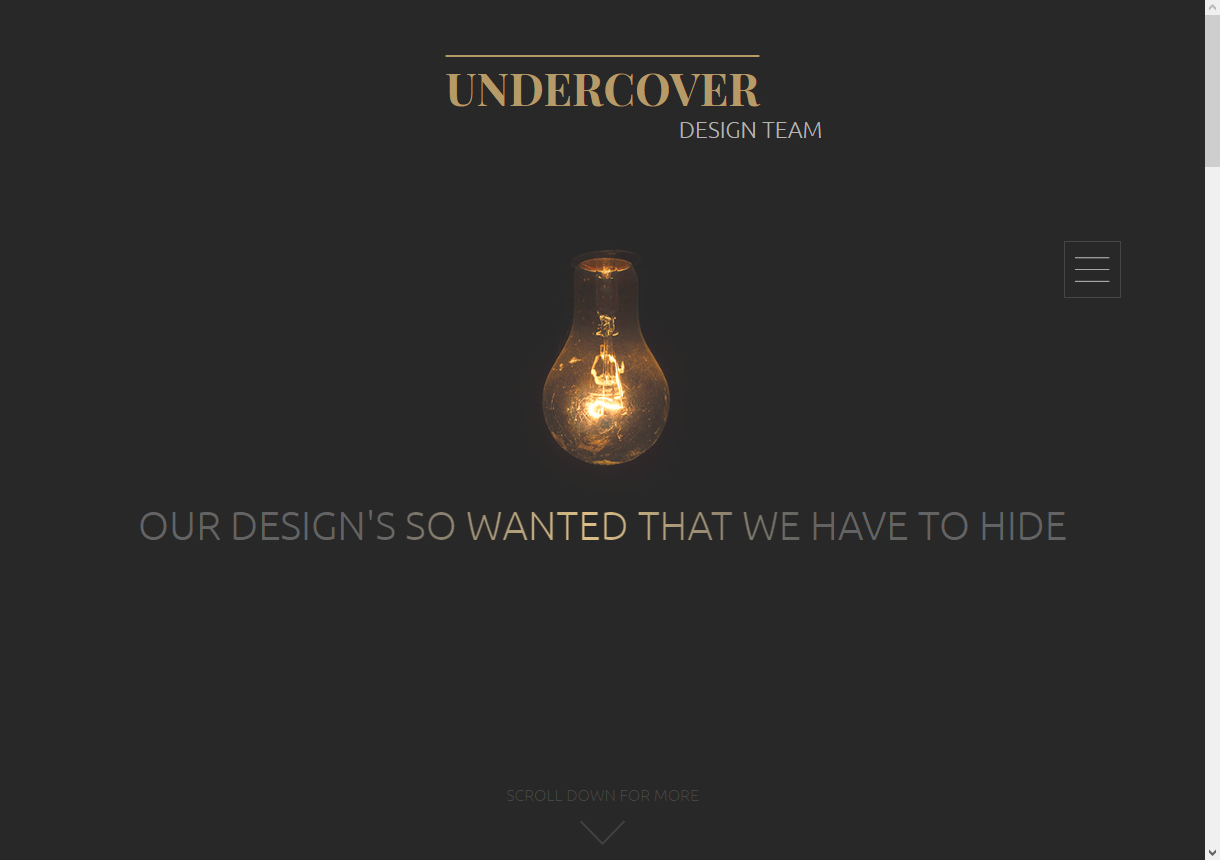 UNDERCOVER
DESIGN TEAM
OUR DESIGN'S SO WANTED THAT WE HAVE TO HIDE
SCROLL DOWN FOR MORE